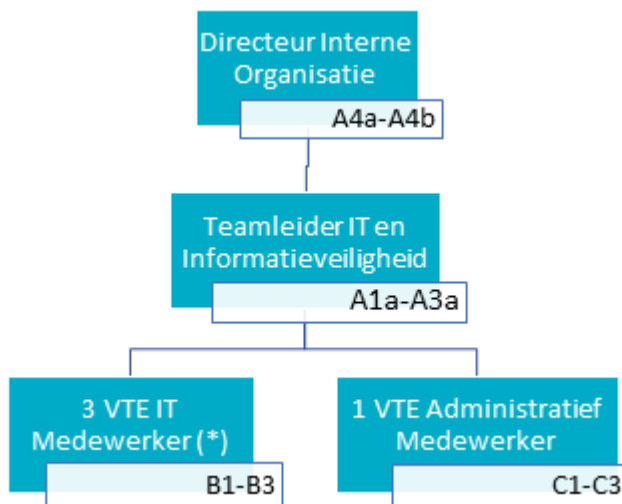 Directeur Interne
Organisatie
A4a-A4b
Teamleider IT en
Informatieveiligheid
A1a-A3a
3 VTE IT
Medewerker (*)
B1-B3
1 VTE Administratief
Medewerker
C1-C3